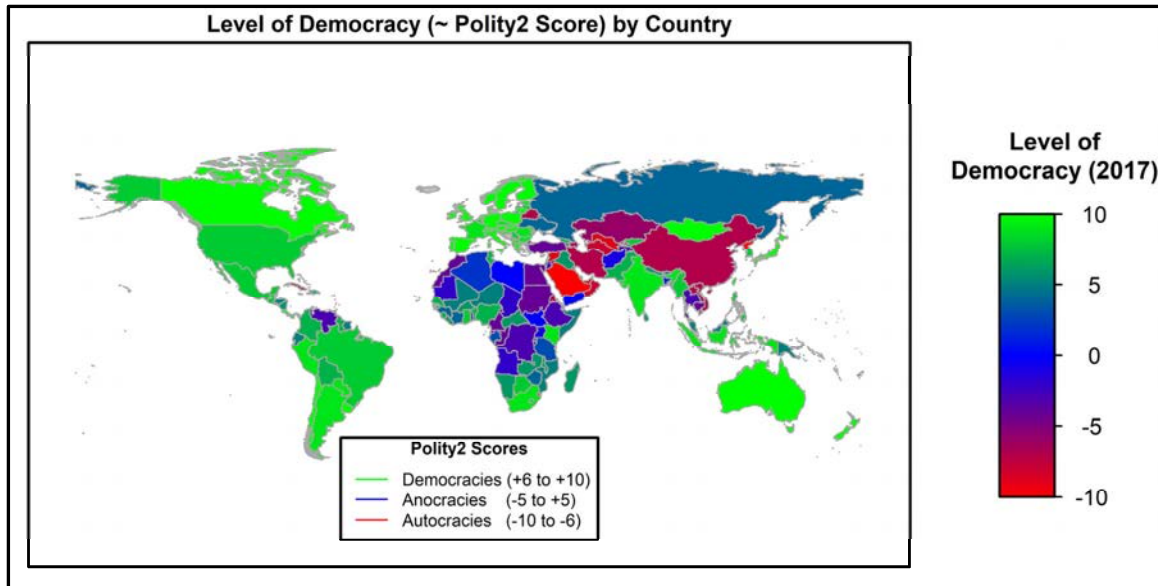 Level of Democracy (~ Polity2 Score) by Country
Level of
Democracy (2017)
10
5
0
-5
-10
Polity2 Scores
Democracies (+6 to +10)
Anocracies (-5 to +5)
Autocracies (-10 to -6)